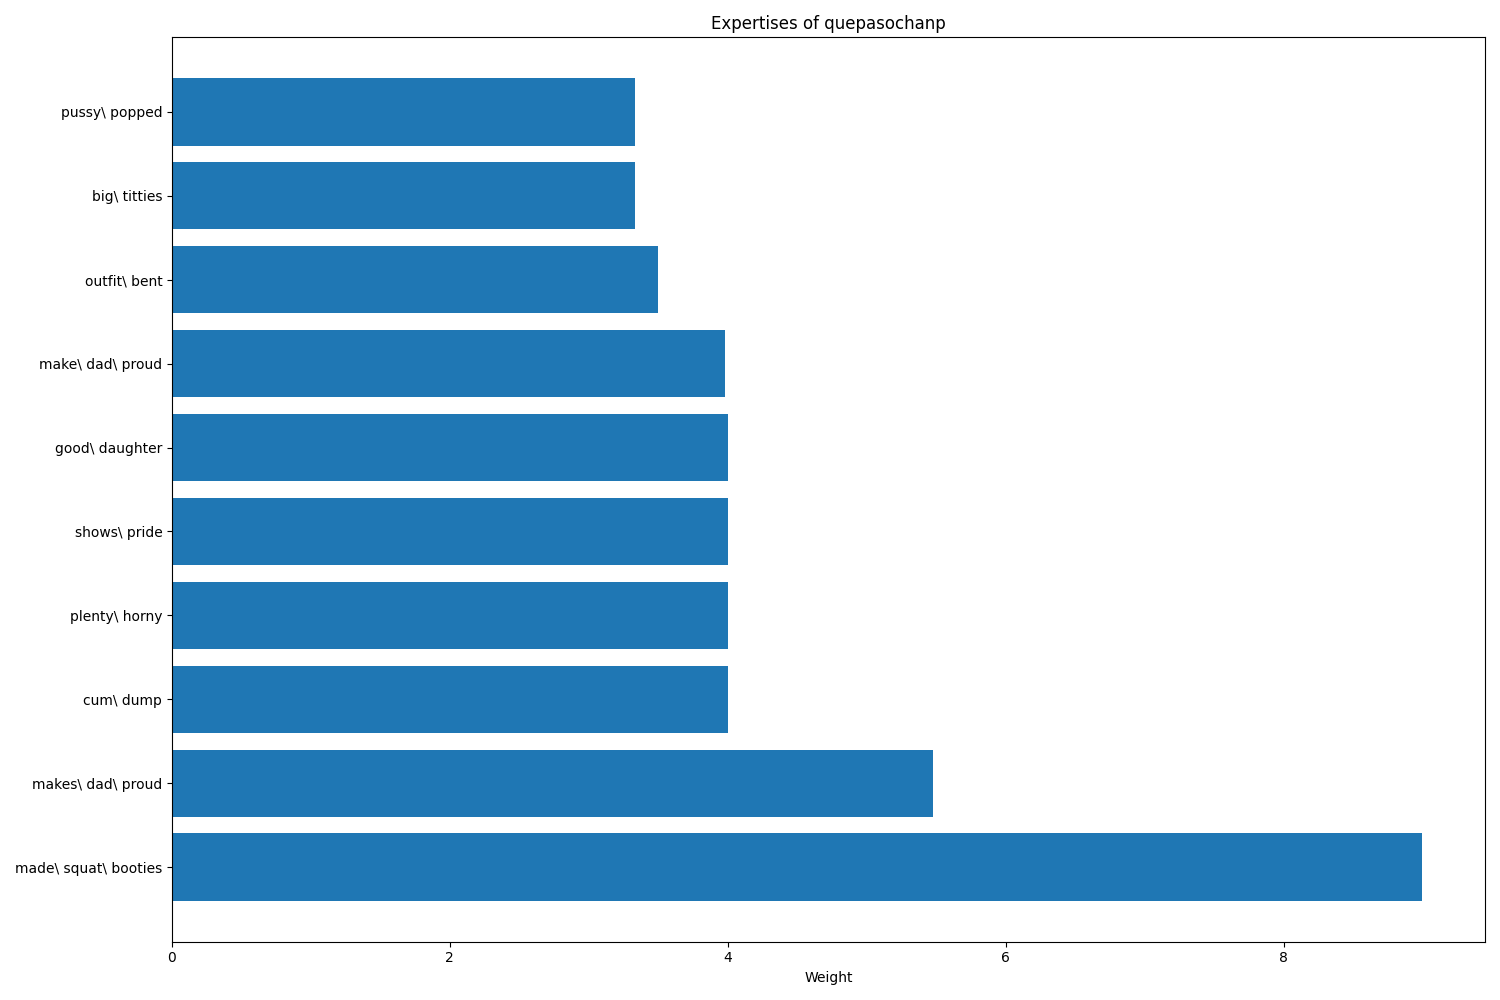 Expertises of quepasochanp
pussy\ popped
big\ titties
outfit\ bent
make\ dad\ proud
good\ daughter
shows\ pride
plenty\ horny
cum\ dump
makes\ dad\ proud
made\ squat\ booties
0 2 4 6 8
Weight